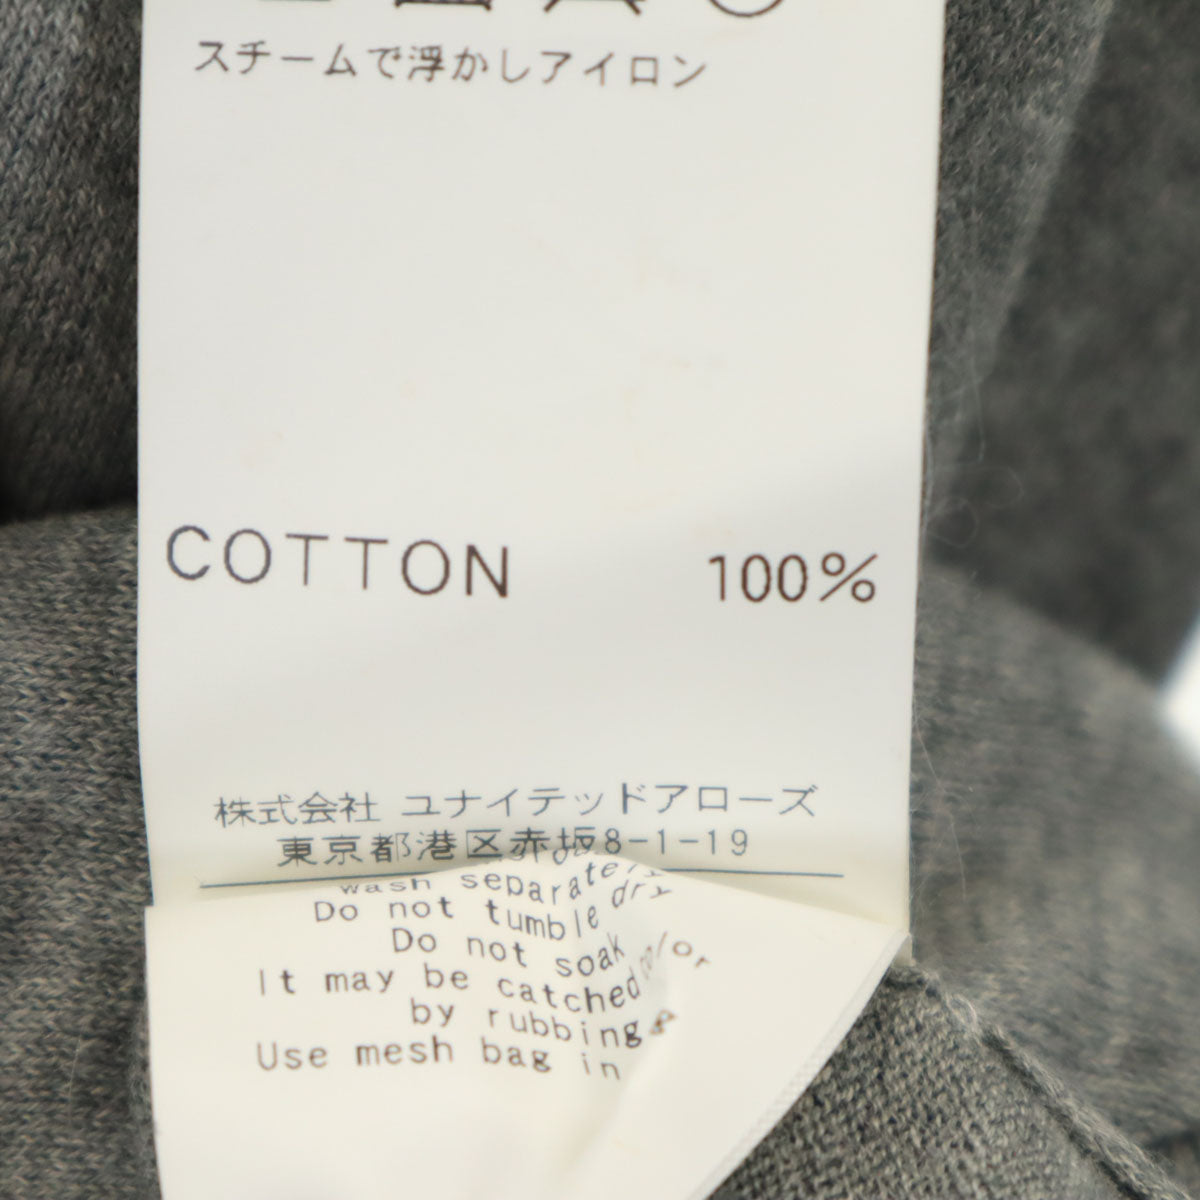 スチームで浮かしアイロン
COTTON 100%
株式会社 ユナイテッドアローズ
東京都港区赤坂8-1-19
wash separately
Do not tumble dry
Do not soak
It may be catched color
by rubbing &
Use mesh bag in